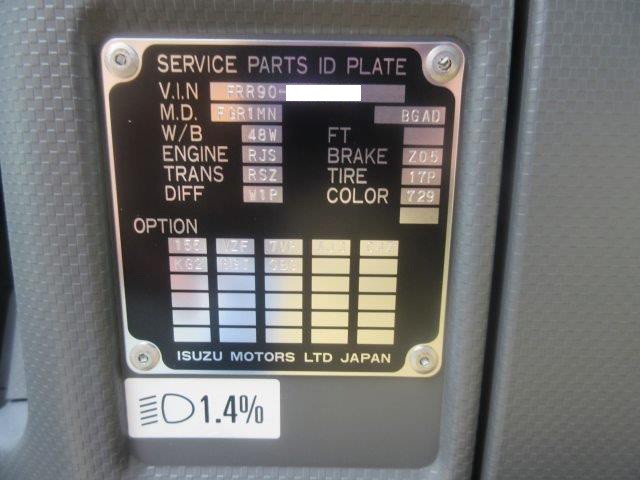 SERVICE PARTS ID PLATE
V.I.N FRR90-
M.D. FGR1MN BGAD
W/B 48W FT
ENGINE RJS BRAKE Z05
TRANS RSZ TIRE 17P
DIFF W1P COLOR 729
OPTION
ISUZU MOTORS LTD JAPAN
1.4%